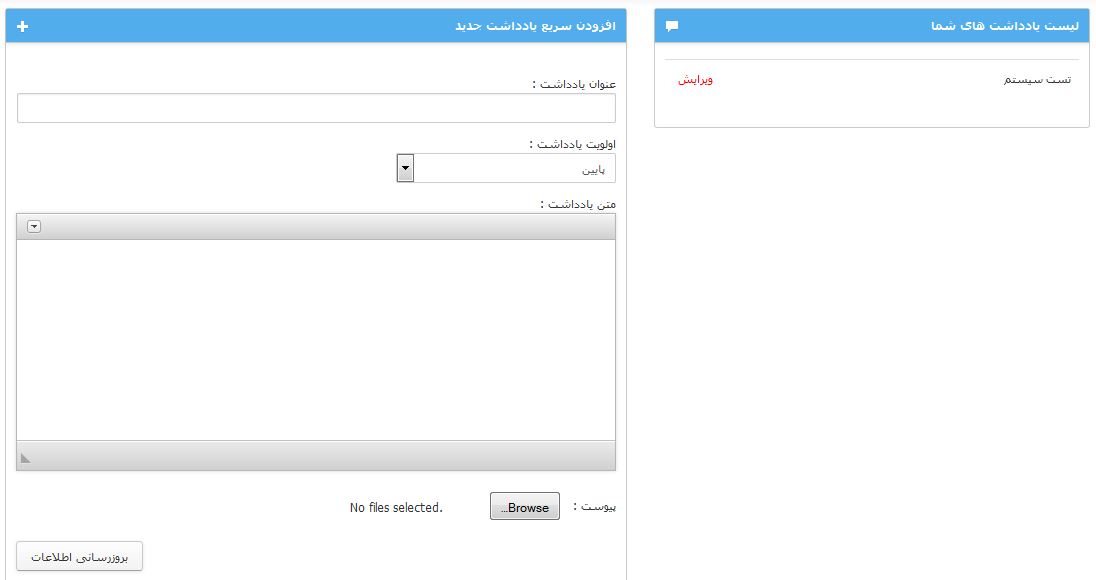 لیست یادداشت های شما
تست سیستم
ویرایش
افزودن سریع یادداشت جدید
عنوان یادداشت :
اولویت یادداشت :
پایین
متن یادداشت :
پیوست :
Browse...
No files selected.
بروزرسانی اطلاعات